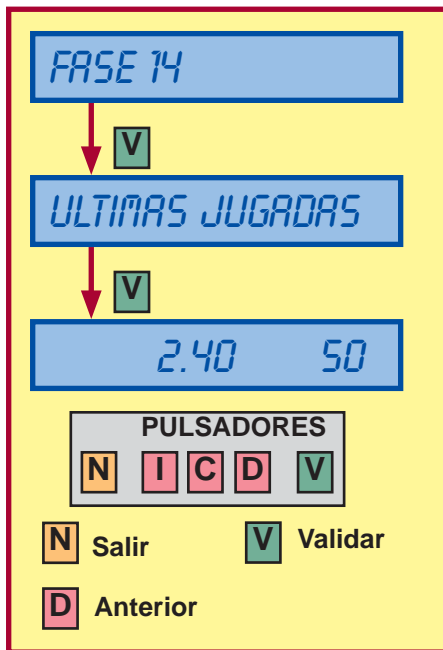 FASE 14
V
ULTIMAS JUGADAS
V
2.40 50
PULSADORES
N I C D V
N Salir V Validar
D Anterior